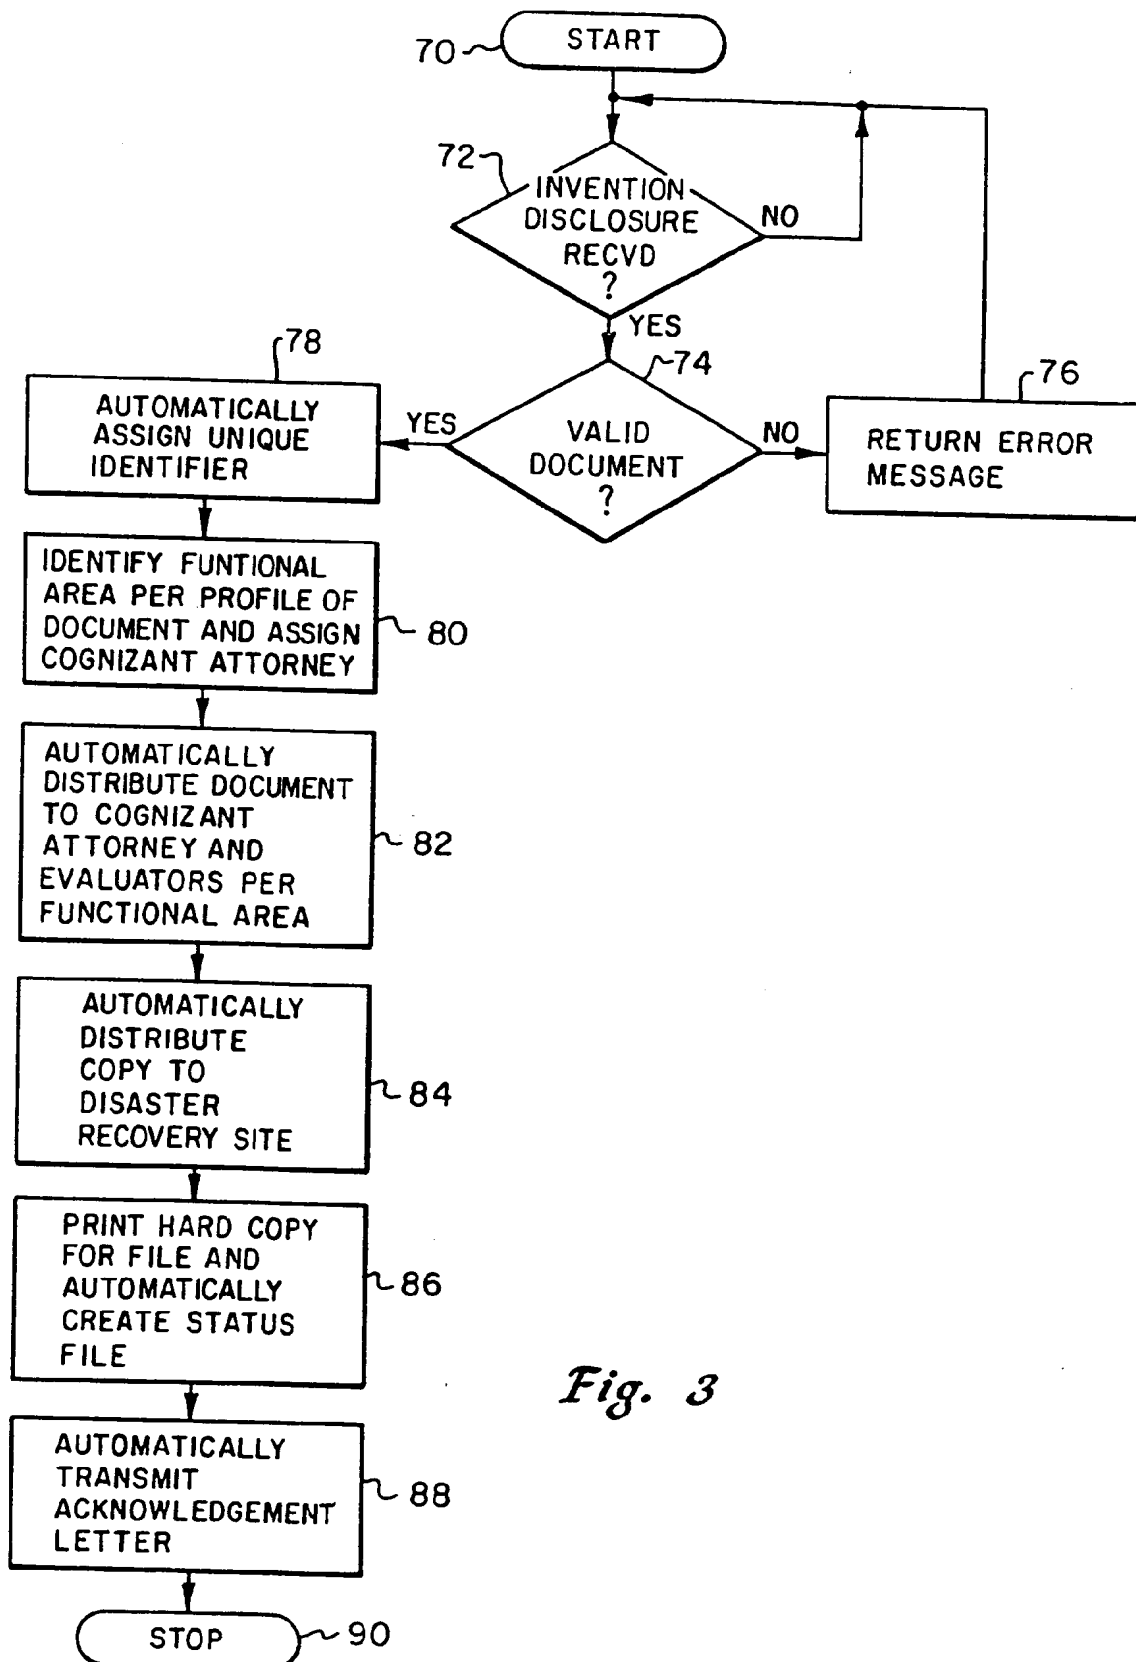 START
70
72
INVENTION
DISCLOSURE
RECVD
?
NO
YES
74
VALID
DOCUMENT
?
YES
NO
76
RETURN ERROR
MESSAGE
78
AUTOMATICALLY
ASSIGN UNIQUE
IDENTIFIER
IDENTIFY FUNTIONAL
AREA PER PROFILE OF
DOCUMENT AND ASSIGN
COGNIZANT ATTORNEY
80
AUTOMATICALLY
DISTRIBUTE DOCUMENT
TO COGNIZANT
ATTORNEY AND
EVALUATORS PER
FUNCTIONAL AREA
82
AUTOMATICALLY
DISTRIBUTE
COPY TO
DISASTER
RECOVERY SITE
84
PRINT HARD COPY
FOR FILE AND
AUTOMATICALLY
CREATE STATUS
FILE
86
AUTOMATICALLY
TRANSMIT
ACKNOWLEDGEMENT
LETTER
88
STOP
90
Fig. 3